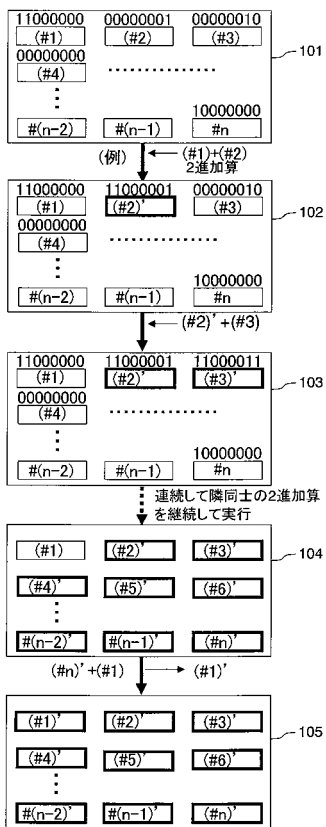 11000000 00000001 00000010
(#1) (#2) (#3)
101
00000000
(#4)
10000000
#(n-2) #(n-1) #n
(例) (#1)+(#2)
2進加算
11000000 11000001 00000010
(#1) (#2)' (#3)
102
00000000
(#4)
10000000
#(n-2) #(n-1) #n
(#2)'+(#3)
11000000 11000001 11000011
(#1) (#2)' (#3)'
103
00000000
(#4)
10000000
#(n-2) #(n-1) #n
連続して隣同士の2進加算
を継続して実行
(#1) (#2)' (#3)'
104
(#4)' (#5)' (#6)'
#(n-2)' #(n-1)' (#n)'
(#n)'+(#1) (#1)'
(#1)' (#2)' (#3)'
105
(#4)' (#5)' (#6)'
#(n-2)' #(n-1)' (#n)'